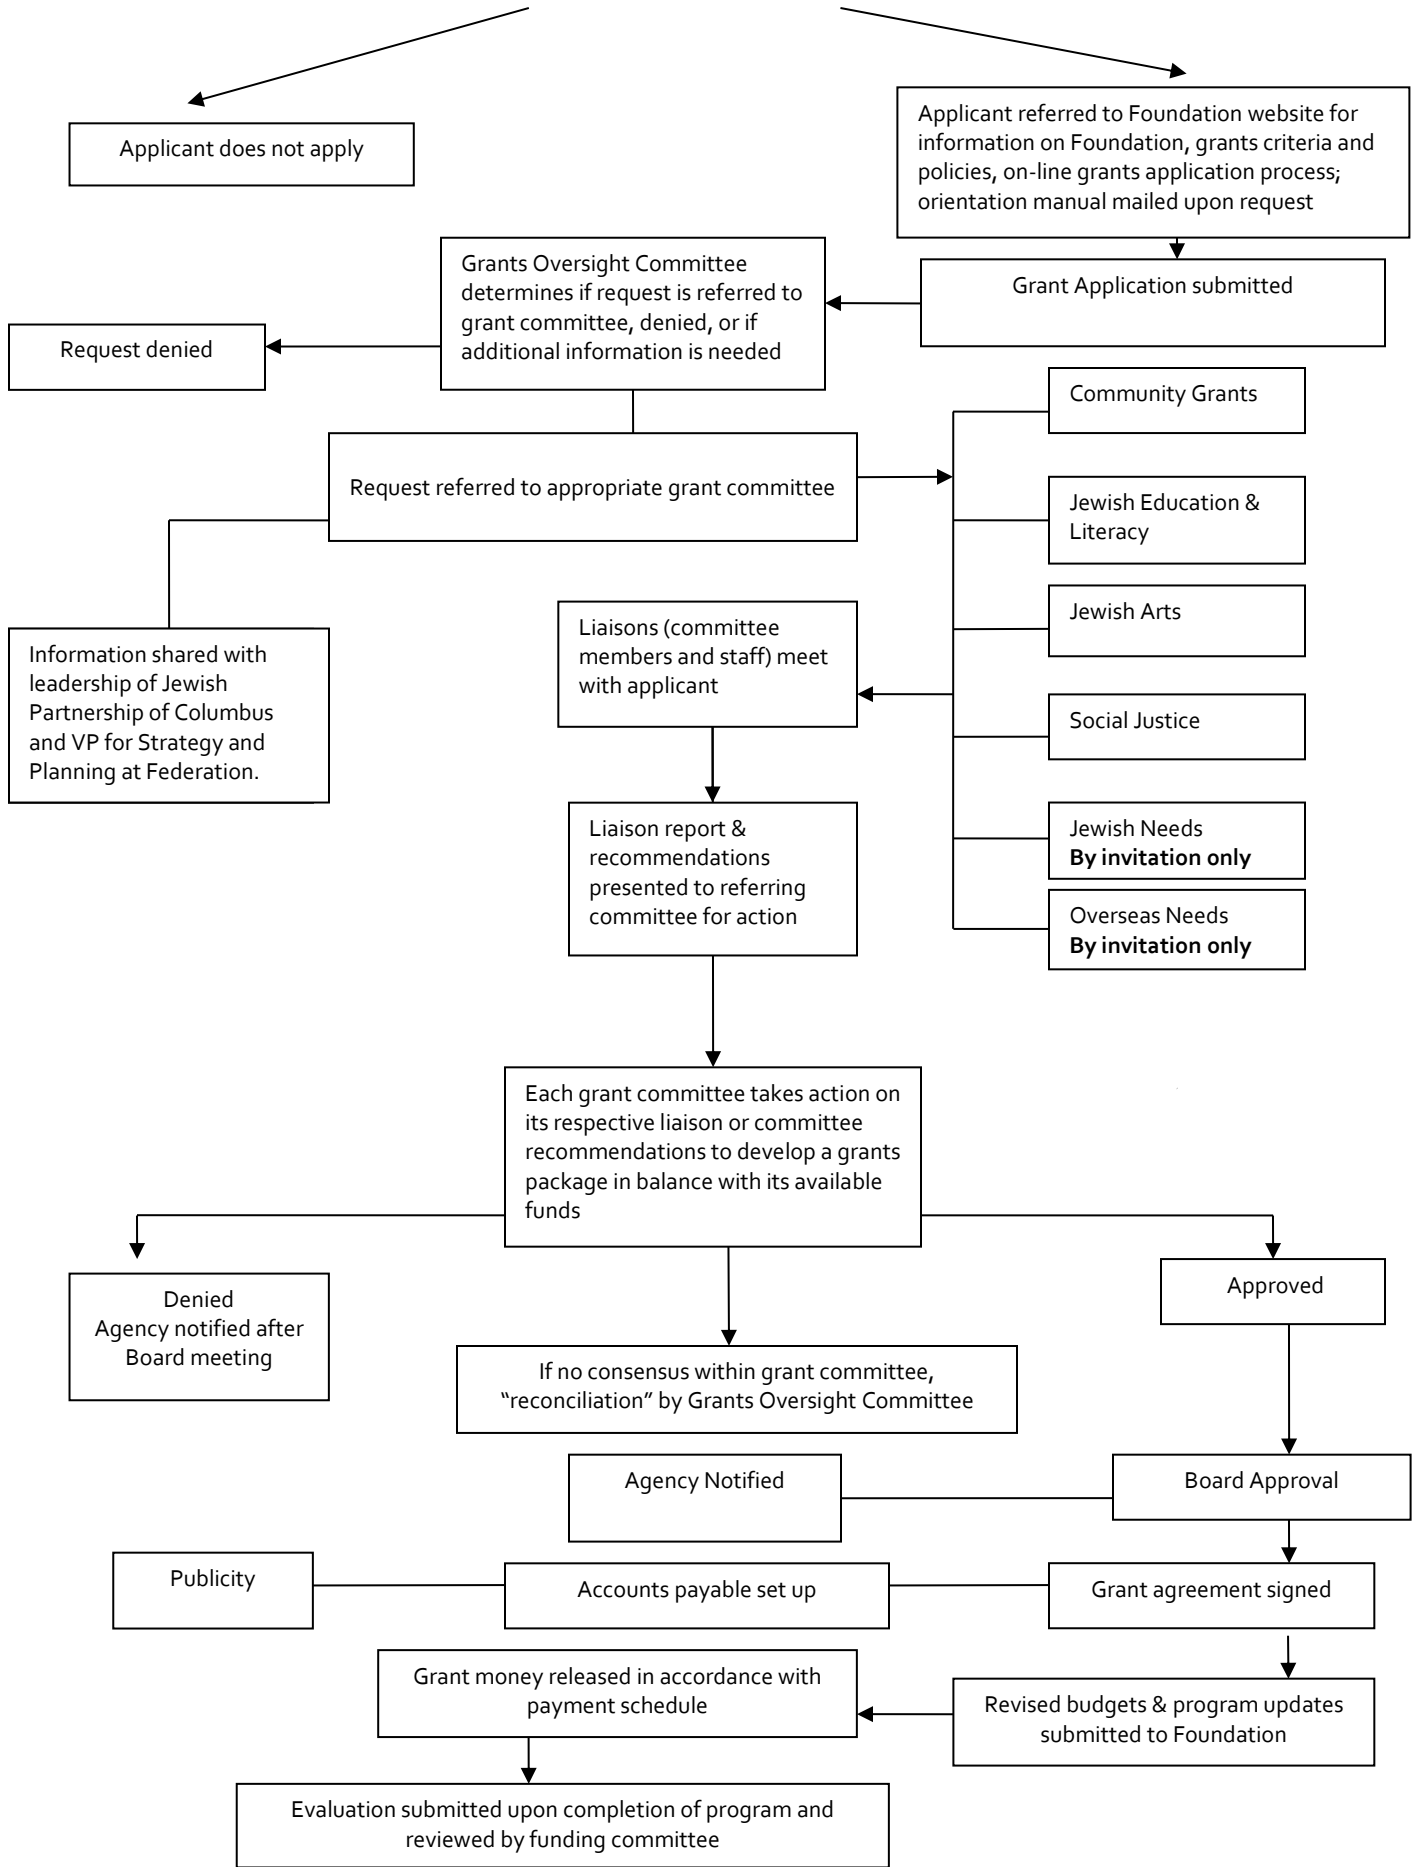 Applicant does not apply
Applicant referred to Foundation website for
information on Foundation, grants criteria and
policies, on-line grants application process;
orientation manual mailed upon request
Grants Oversight Committee
determines if request is referred to
grant committee, denied, or if
additional information is needed
Grant Application submitted
Request denied
Community Grants
Request referred to appropriate grant committee
Jewish Education &
Literacy
Jewish Arts
Liaisons (committee
members and staff) meet
with applicant
Information shared with
leadership of Jewish
Partnership of Columbus
and VP for Strategy and
Planning at Federation.
Social Justice
Liaison report &
recommendations
presented to referring
committee for action
Jewish Needs
By invitation only
Overseas Needs
By invitation only
Each grant committee takes action on
its respective liaison or committee
recommendations to develop a grants
package in balance with its available
funds
Denied
Agency notified after
Board meeting
Approved
If no consensus within grant committee,
“reconciliation” by Grants Oversight Committee
Agency Notified
Board Approval
Publicity
Accounts payable set up
Grant agreement signed
Grant money released in accordance with
payment schedule
Revised budgets & program updates
submitted to Foundation
Evaluation submitted upon completion of program and
reviewed by funding committee